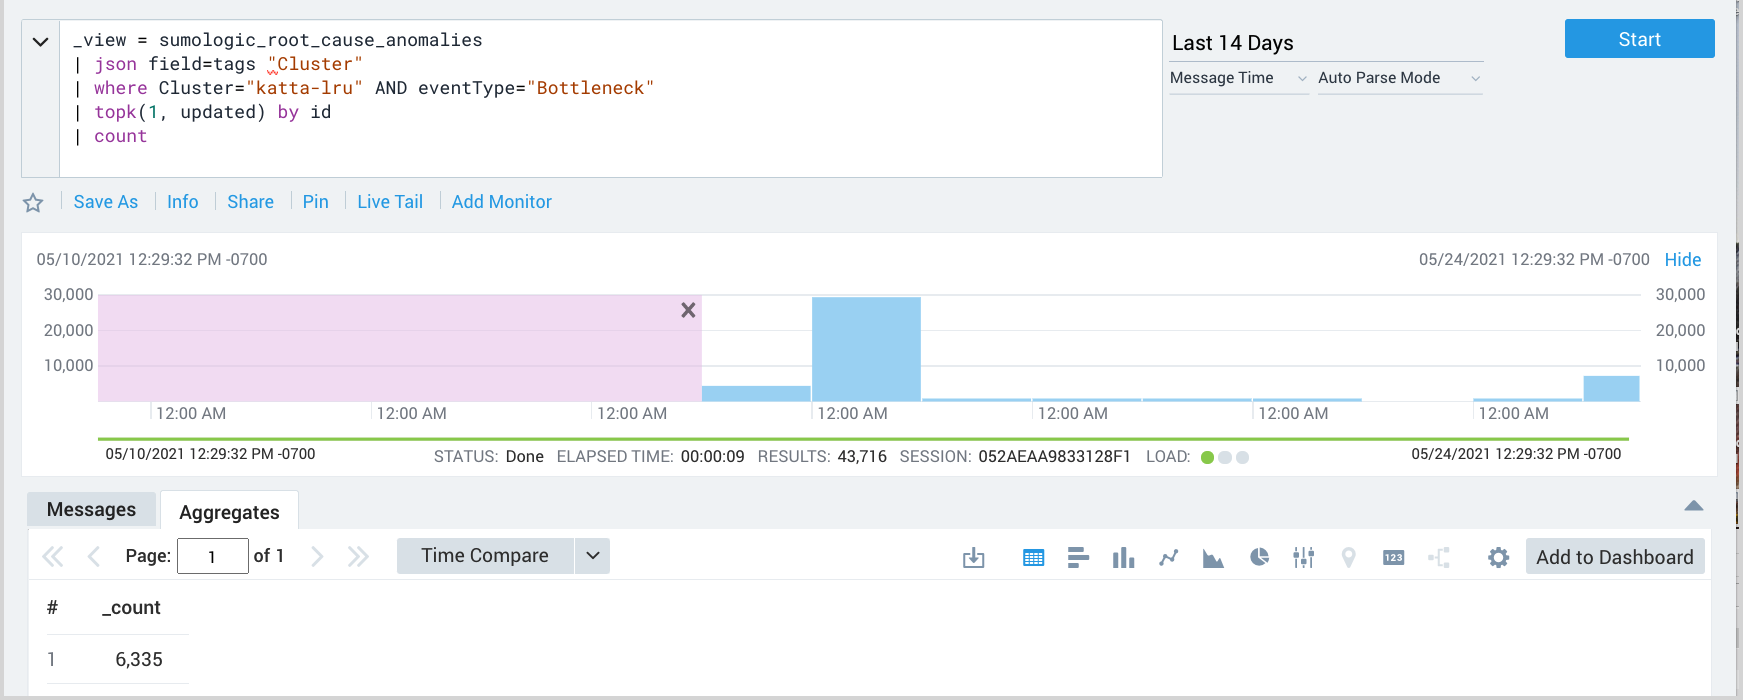 _view = sumologic_root_cause_anomalies
| json field=tags "Cluster"
| where Cluster="katta-lru" AND eventType="Bottleneck"
| topk(1, updated) by id
| count
Last 14 Days
Message Time Auto Parse Mode
Start
Save As Info Share Pin Live Tail Add Monitor
05/10/2021 12:29:32 PM -0700 05/24/2021 12:29:32 PM -0700 Hide
30,000 30,000
20,000 20,000
10,000 10,000
12:00 AM 12:00 AM 12:00 AM 12:00 AM 12:00 AM 12:00 AM 12:00 AM
05/10/2021 12:29:32 PM -0700 STATUS: Done ELAPSED TIME: 00:00:09 RESULTS: 43,716 SESSION: 052AEAA9833128F1 LOAD: 05/24/2021 12:29:32 PM -0700
Messages Aggregates
Page: 1 of 1 Time Compare 123 Add to Dashboard
# _count
1 6,335